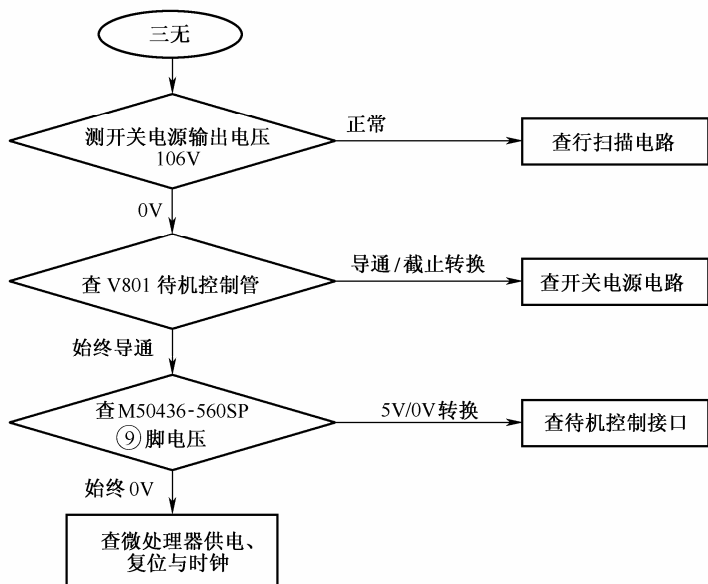 三无
测开关电源输出电压
106V
正常
查行扫描电路
0V
查V801待机控制管
导通/截止转换
查开关电源电路
始终导通
查M50436-560SP
⑨脚电压
5V/0V转换
查待机控制接口
始终0V
查微处理器供电、
复位与时钟